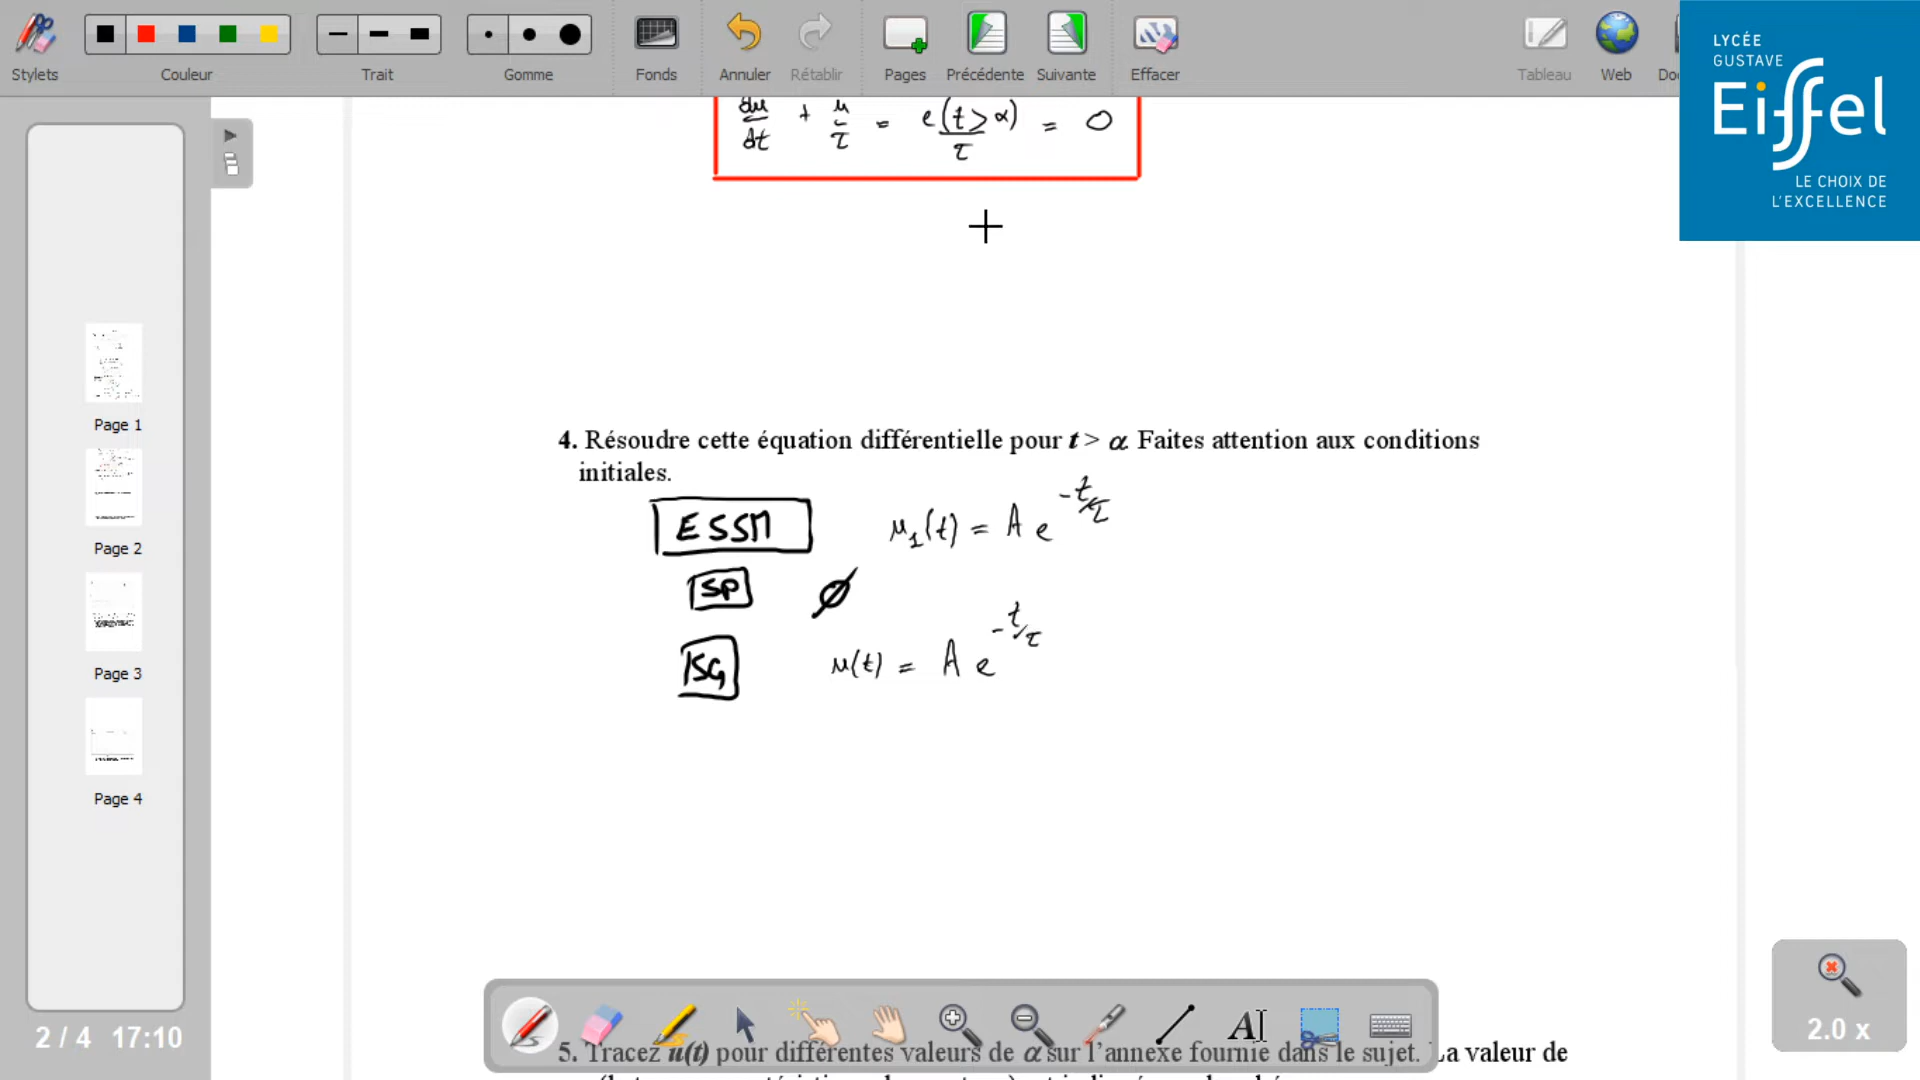 Stylets Couleur Trait Gomme Fonds Annuler Rétablir Pages Précédente Suivante Effacer Tableau Web
LYCÉE
GUSTAVE
Eiffel
LE CHOIX DE
L'EXCELLENCE
du/dt + u/τ = e(t>α)/τ = 0
4. Résoudre cette équation différentielle pour t > α. Faites attention aux conditions
initiales.
ESSM u₁(t) = A e^(-t/τ)
SP ∅
SG u(t) = A e^(-t/τ)
Page 1
Page 2
Page 3
Page 4
2 / 4 17:10
2.0 x
5. Tracez u(t) pour différentes valeurs de α sur l'annexe fournie dans le sujet. La valeur de